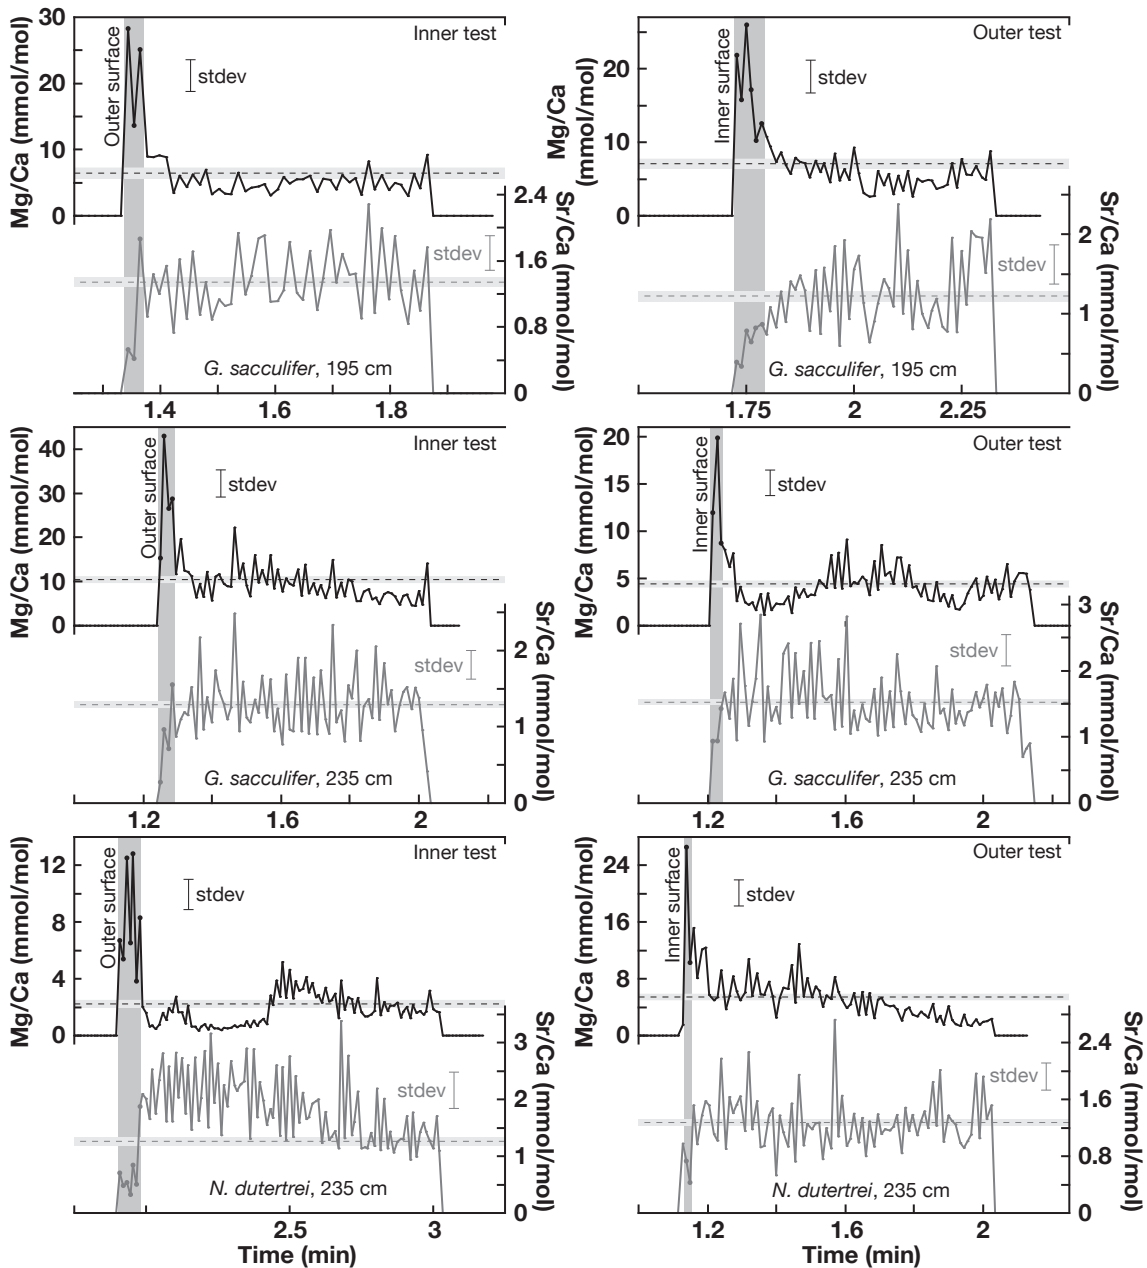 Inner test
Outer surface
stdev
Mg/Ca (mmol/mol)
30
20
10
0
Sr/Ca (mmol/mol)
2.4
1.6
0.8
0
stdev
G. sacculifer, 195 cm
1.4
1.6
1.8
Outer test
Inner surface
stdev
Mg/Ca
(mmol/mol)
20
10
0
Sr/Ca (mmol/mol)
2
1
0
stdev
G. sacculifer, 195 cm
1.75
2
2.25
Inner test
Outer surface
stdev
Mg/Ca (mmol/mol)
40
30
20
10
0
Sr/Ca (mmol/mol)
2
1
0
stdev
G. sacculifer, 235 cm
1.2
1.6
2
Outer test
Inner surface
stdev
Mg/Ca (mmol/mol)
20
15
10
5
0
Sr/Ca (mmol/mol)
3
2
1
0
stdev
G. sacculifer, 235 cm
1.2
1.6
2
Inner test
Outer surface
stdev
Mg/Ca (mmol/mol)
12
8
4
0
Sr/Ca (mmol/mol)
3
2
1
0
stdev
N. dutertrei, 235 cm
2.5
3
Time (min)
Outer test
Inner surface
stdev
Mg/Ca (mmol/mol)
24
16
8
0
Sr/Ca (mmol/mol)
2.4
1.6
0.8
0
stdev
N. dutertrei, 235 cm
1.2
1.6
2
Time (min)